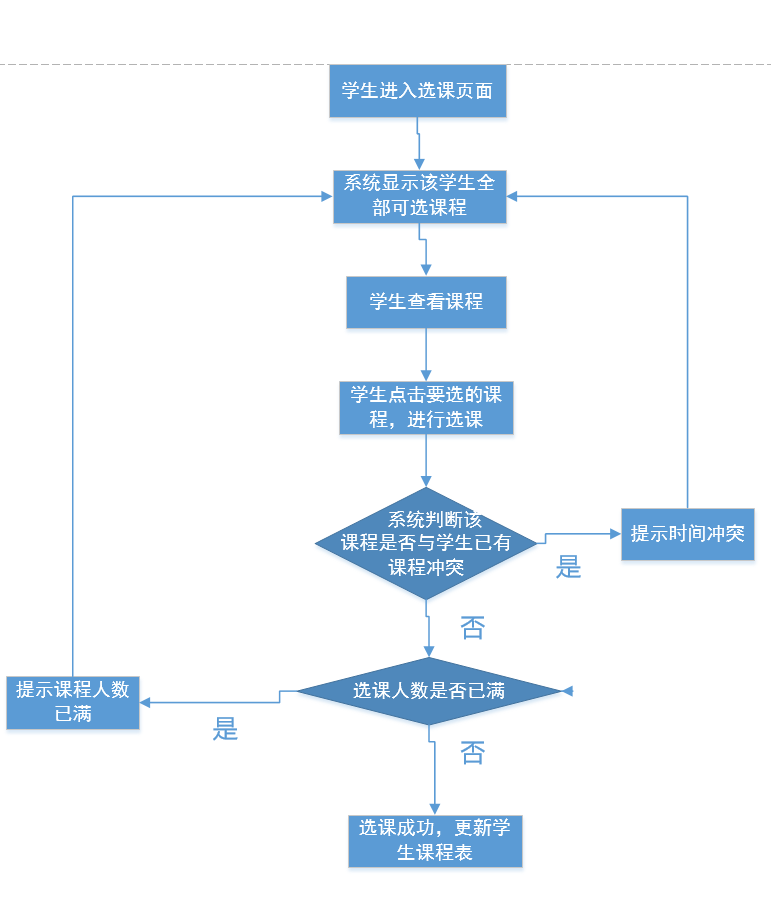 学生进入选课页面
系统显示该学生全
部可选课程
学生查看课程
学生点击要选的课
程，进行选课
系统判断该
课程是否与学生已有
课程冲突
提示时间冲突
是
否
提示课程人数
已满
选课人数是否已满
是
否
选课成功，更新学
生课程表